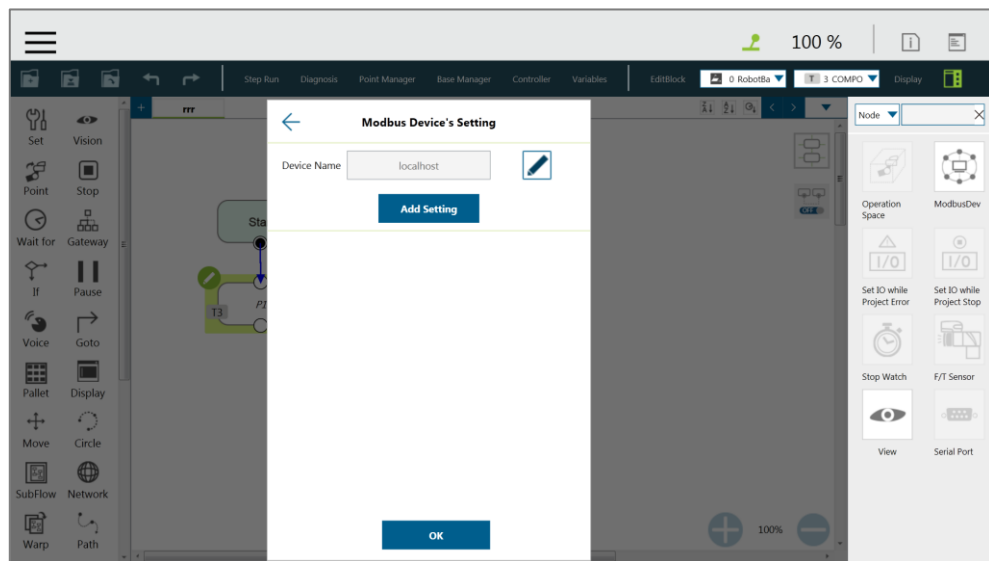 100 %
Step Run Diagnosis Point Manager Base Manager Controller Variables EditBlock 0 RobotBa T 3 COMPO Display
+ rrr
Set Vision
Point Stop
Wait for Gateway
If Pause
Voice Goto
Pallet Display
Move Circle
SubFlow Network
Warp Path
Sta
T3
Modbus Device's Setting
Device Name localhost
Add Setting
OK
OFF
100%
Node
Operation Space
ModbusDev
I/O
Set IO while Project Error
I/O
Set IO while Project Stop
Stop Watch
F/T Sensor
View
Serial Port